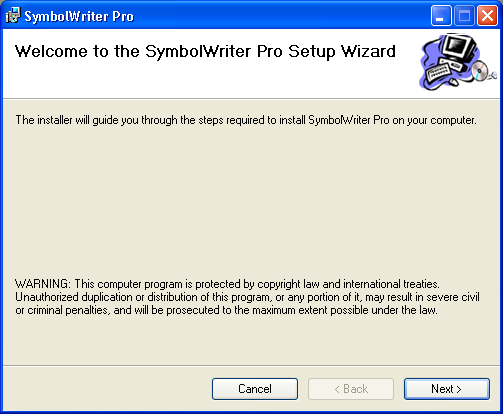 SymbolWriter Pro
Welcome to the SymbolWriter Pro Setup Wizard
The installer will guide you through the steps required to install SymbolWriter Pro on your computer.
WARNING: This computer program is protected by copyright law and international treaties.
Unauthorized duplication or distribution of this program, or any portion of it, may result in severe civil
or criminal penalties, and will be prosecuted to the maximum extent possible under the law.
Cancel
< Back
Next >